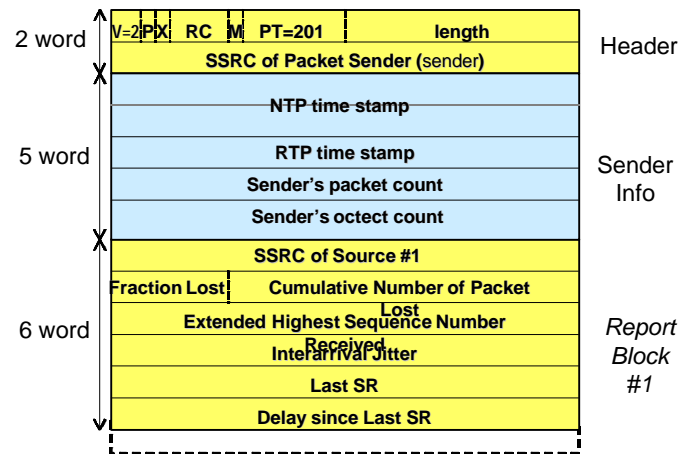 2 word
V=2 P X RC M PT=201 length
Header
SSRC of Packet Sender (sender)
NTP time stamp
5 word
RTP time stamp
Sender
Info
Sender's packet count
Sender's octect count
SSRC of Source #1
Fraction Lost Cumulative Number of Packet
Lost
6 word
Extended Highest Sequence Number
Received
Report
Block
#1
Interarrival Jitter
Last SR
Delay since Last SR